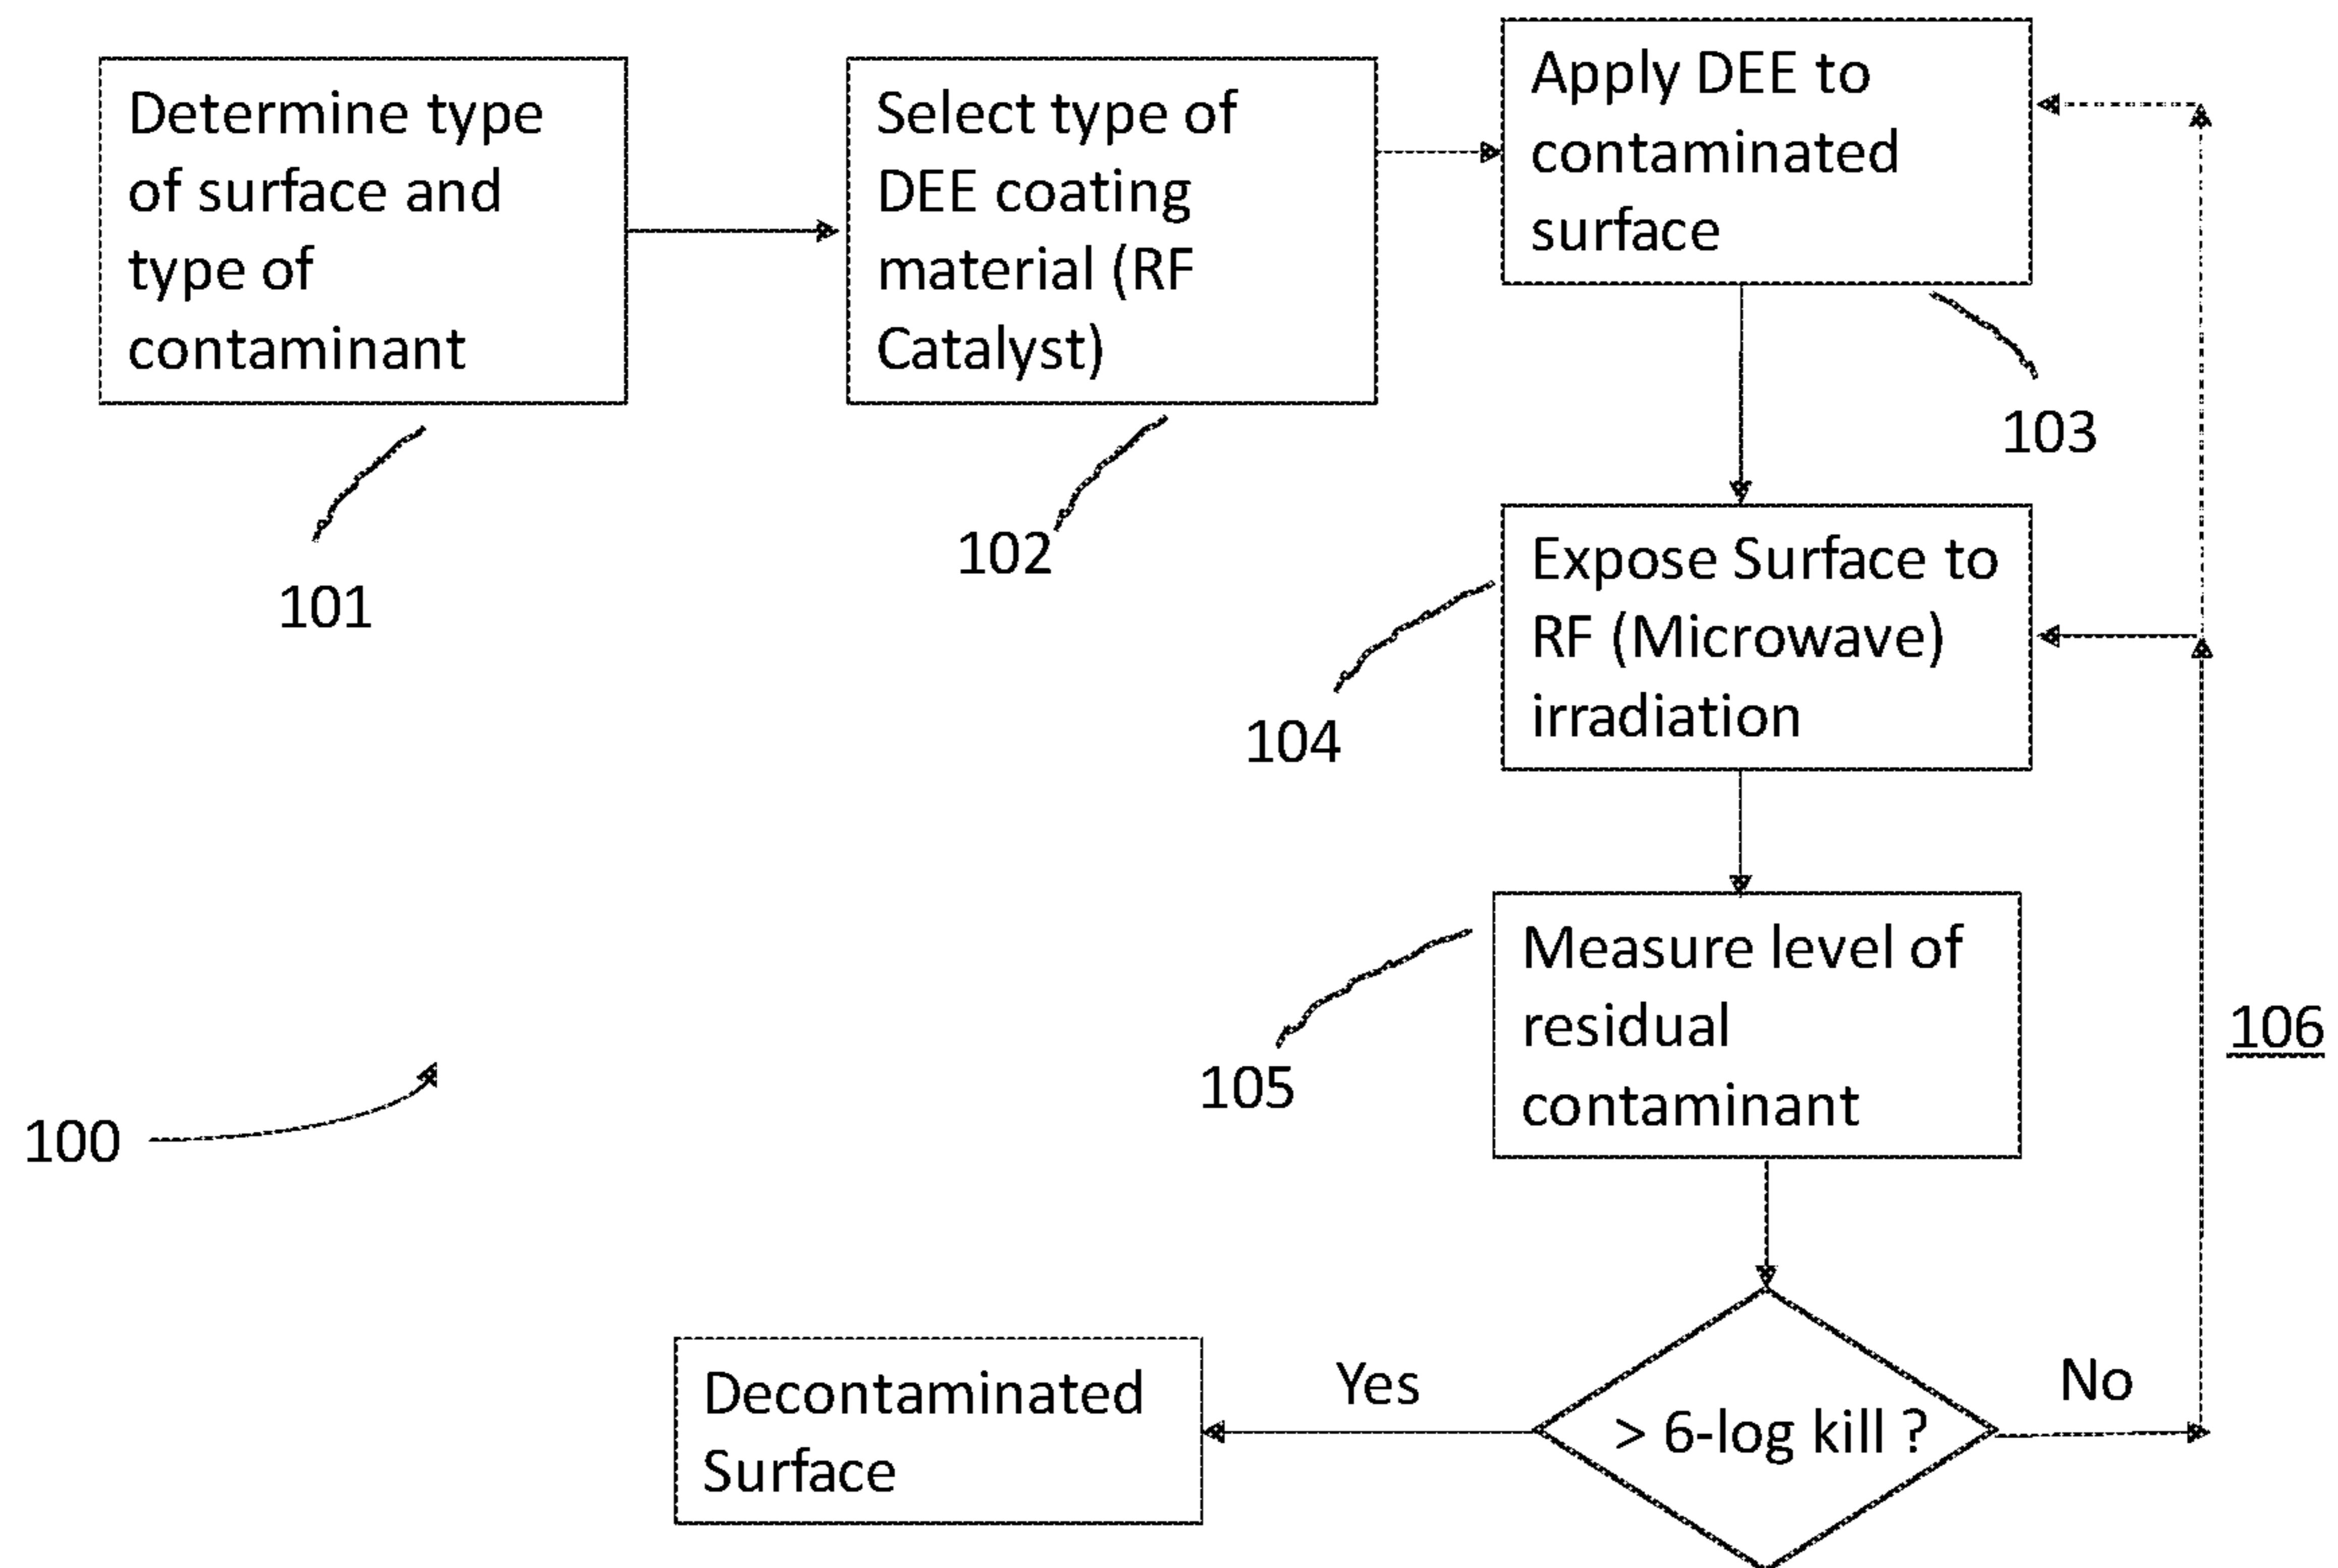 Determine type
of surface and
type of
contaminant
101
Select type of
DEE coating
material (RF
Catalyst)
102
Apply DEE to
contaminated
surface
103
Expose Surface to
RF (Microwave)
irradiation
104
Measure level of
residual
contaminant
105
106
100
> 6-log kill ?
Yes
No
Decontaminated
Surface